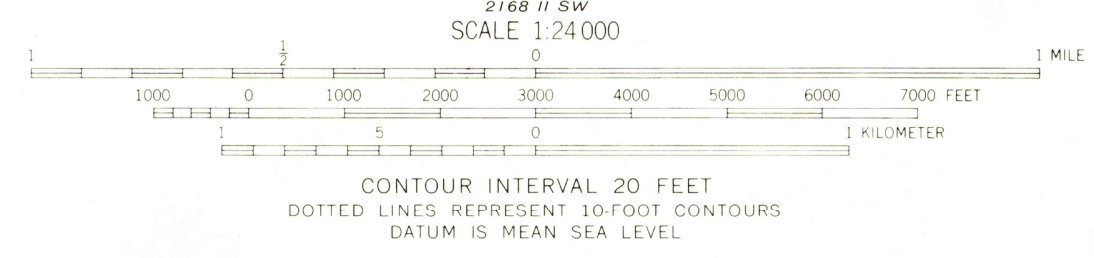 2168 II SW
SCALE 1:24 000
1 1/2 0 1 MILE
1000 0 1000 2000 3000 4000 5000 6000 7000 FEET
1 5 0 1 KILOMETER
CONTOUR INTERVAL 20 FEET
DOTTED LINES REPRESENT 10-FOOT CONTOURS
DATUM IS MEAN SEA LEVEL